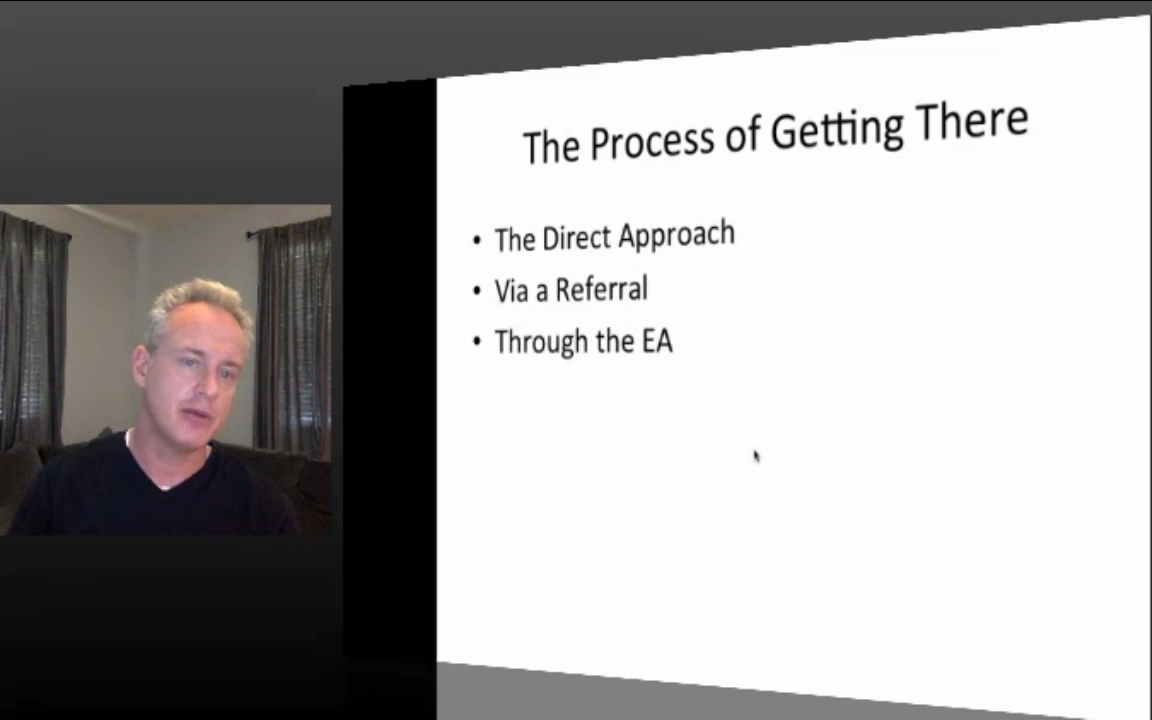 The Process of Getting There
• The Direct Approach
• Via a Referral
• Through the EA